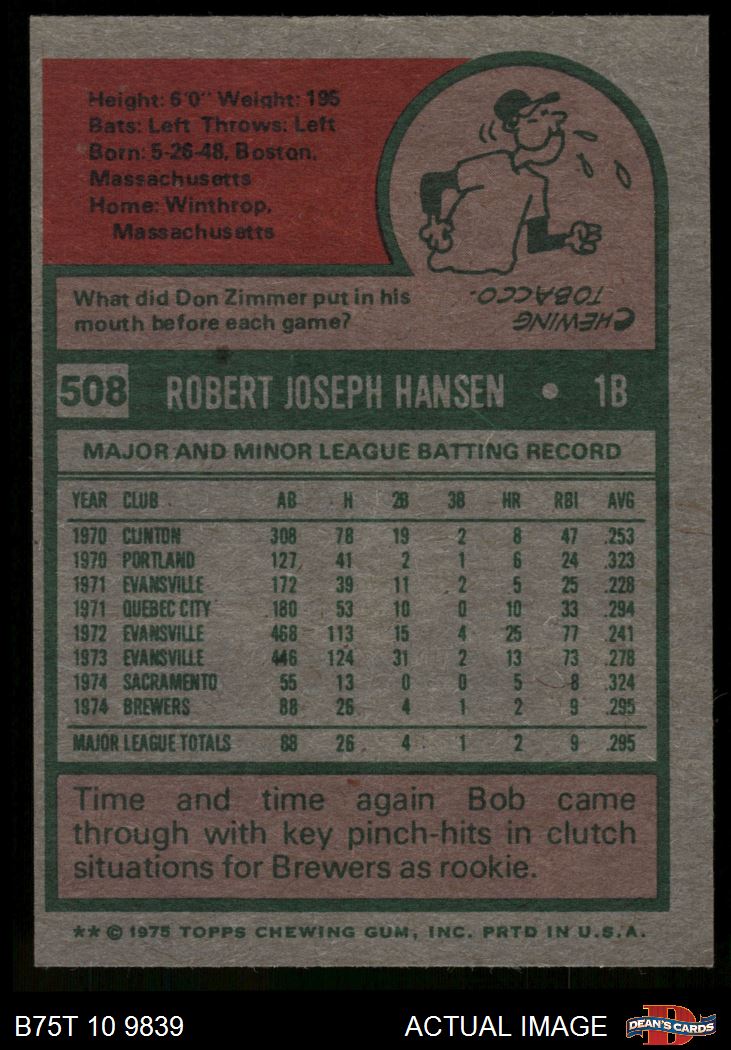 Height: 6'0" Weight: 195
Bats: Left Throws: Left
Born: 5-26-48, Boston,
Massachusetts
Home: Winthrop,
Massachusetts
What did Don Zimmer put in his
mouth before each game?
CHEWING
TOBACCO.
508 ROBERT JOSEPH HANSEN • 1B
MAJOR AND MINOR LEAGUE BATTING RECORD
YEAR CLUB AB H 2B 3B HR RBI AVG
1970 CLINTON 308 78 19 2 8 47 .253
1970 PORTLAND 127 41 2 1 6 24 .323
1971 EVANSVILLE 172 39 11 2 5 25 .228
1971 QUEBEC CITY 180 53 10 0 10 33 .294
1972 EVANSVILLE 468 113 15 4 25 77 .241
1973 EVANSVILLE 446 124 31 2 13 73 .278
1974 SACRAMENTO 55 13 0 0 5 8 .324
1974 BREWERS 88 26 4 1 2 9 .295
MAJOR LEAGUE TOTALS 88 26 4 1 2 9 .295
Time and time again Bob came
through with key pinch-hits in clutch
situations for Brewers as rookie.
** © 1975 TOPPS CHEWING GUM, INC. PRTD IN U.S.A.
B75T 10 9839 ACTUAL IMAGE D DEAN'S CARDS